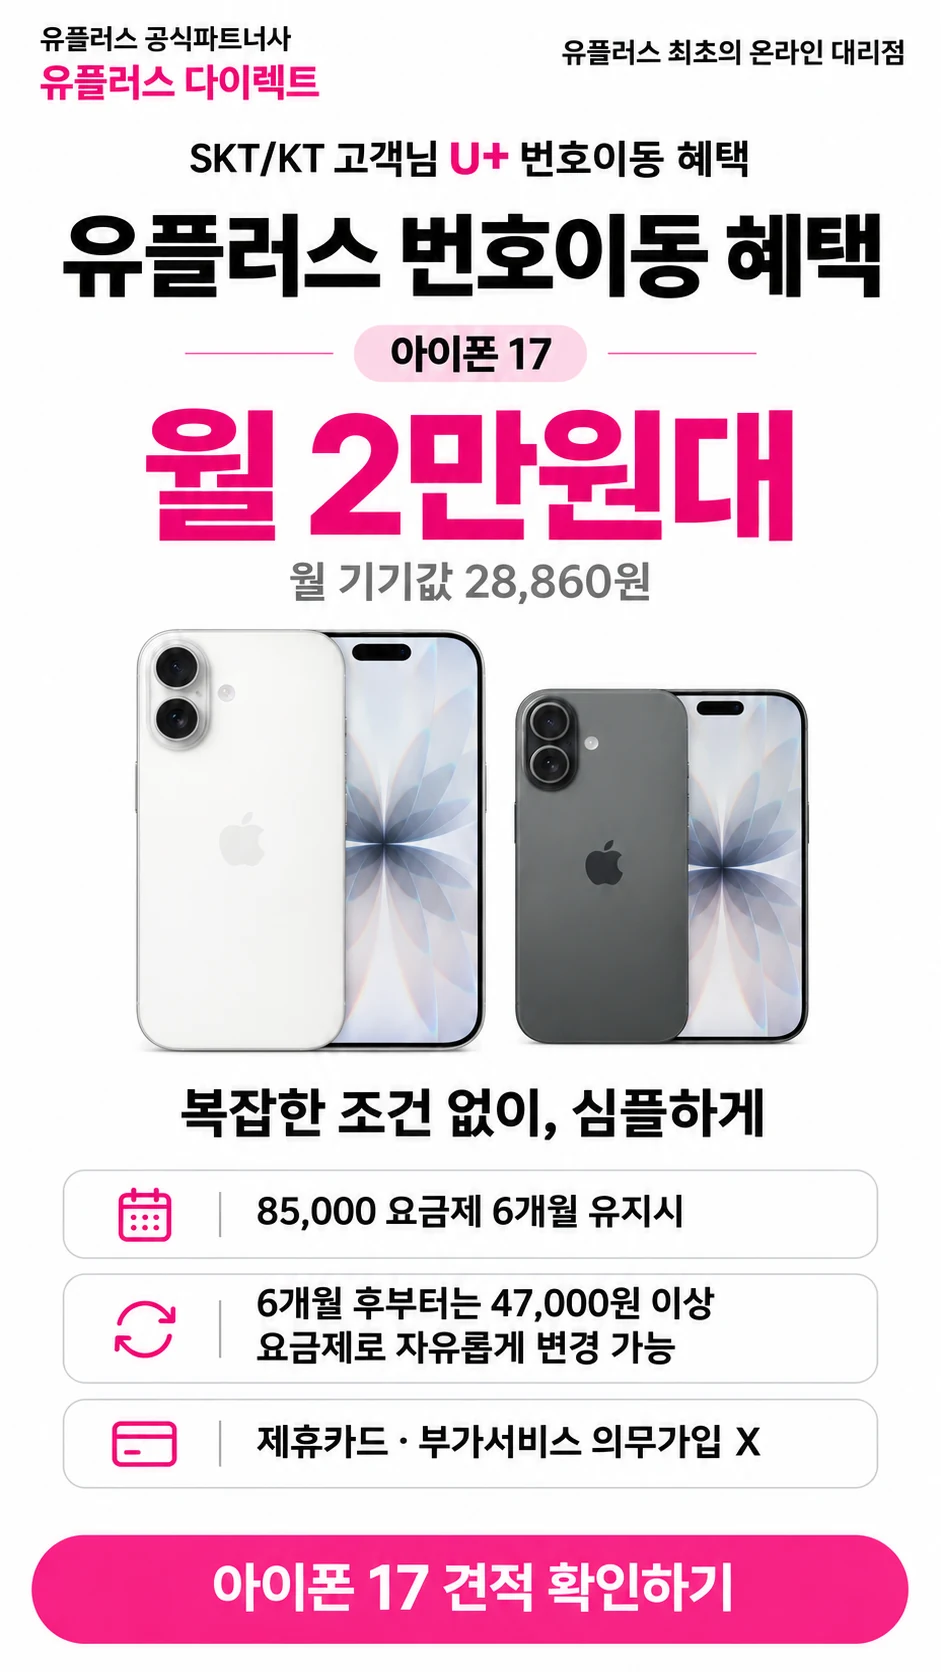 유플러스 공식파트너사
유플러스 다이렉트
유플러스 최초의 온라인 대리점
SKT/KT 고객님 U+ 번호이동 혜택
유플러스 번호이동 혜택
아이폰 17
월 2만원대
월 기기값 28,860원
복잡한 조건 없이, 심플하게
85,000 요금제 6개월 유지시
6개월 후부터는 47,000원 이상
요금제로 자유롭게 변경 가능
제휴카드 · 부가서비스 의무가입 X
아이폰 17 견적 확인하기